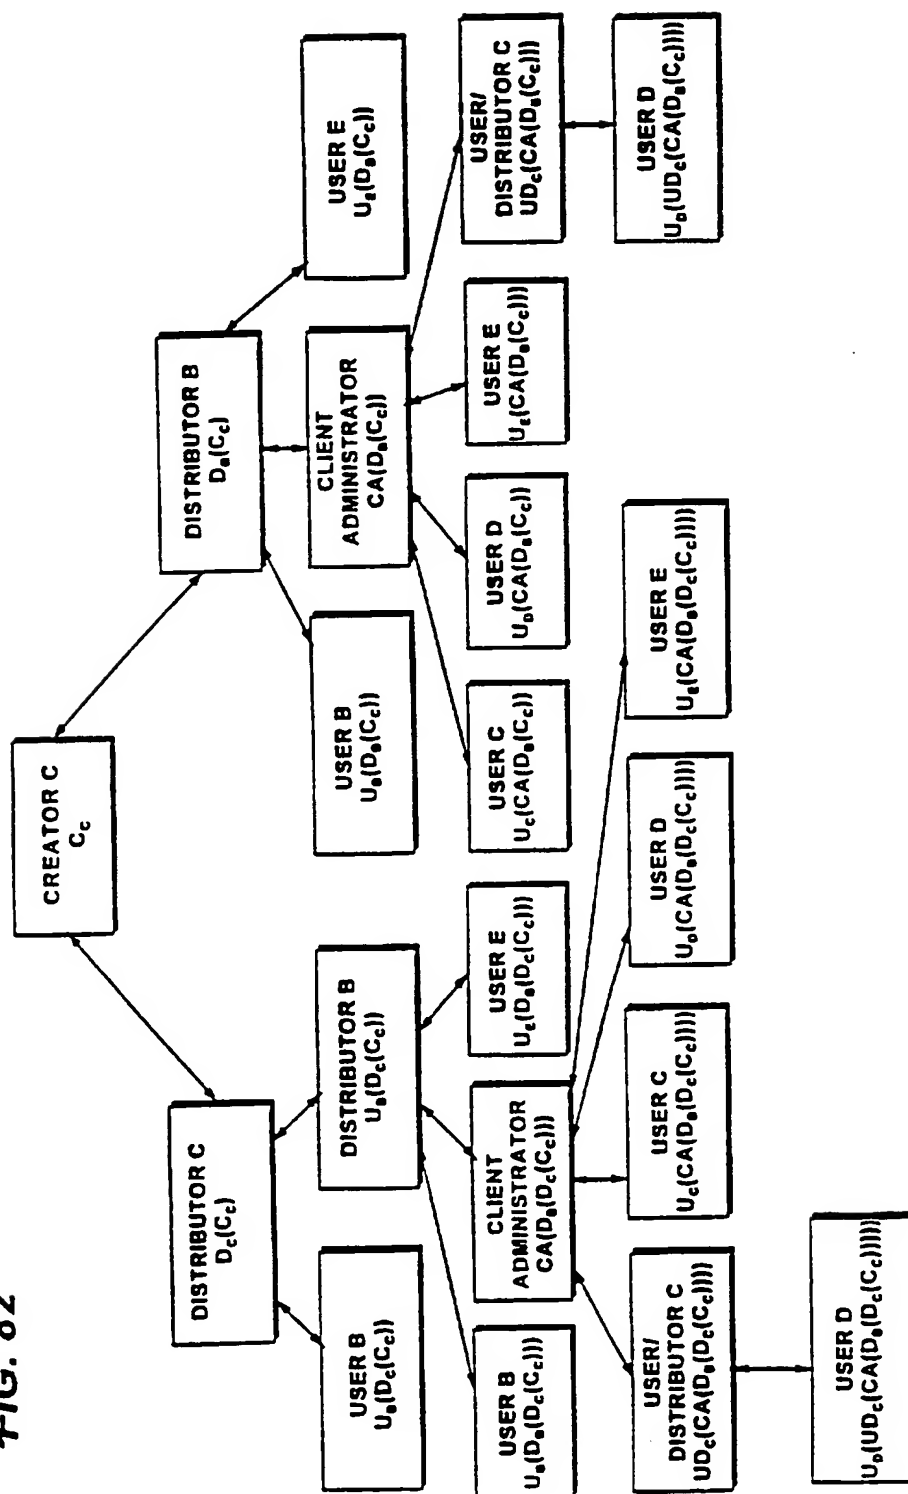 FIG. 82
CREATOR C
C_C
DISTRIBUTOR C
D_C(C_C)
DISTRIBUTOR B
D_B(C_C)
USER B
U_B(D_C(C_C))
DISTRIBUTOR B
U_B(D_C(C_C))
USER B
U_B(D_B(C_C))
CLIENT
ADMINISTRATOR
CA(D_B(C_C))
USER E
U_E(D_B(C_C))
USER B
U_B(D_B(D_C(C_C)))
CLIENT
ADMINISTRATOR
CA(D_B(D_C(C_C)))
USER E
U_E(D_B(D_C(C_C)))
USER C
U_C(CA(D_B(C_C))
USER D
U_D(CA(D_B(C_C))
USER E
U_E(CA(D_B(C_C)))
USER/
DISTRIBUTOR C
UD_C(CA(D_B(C_C)))
USER/
DISTRIBUTOR C
UD_C(CA(D_B(D_C(C_C))))
USER C
U_C(CA(D_B(D_C(C_C))))
USER D
U_D(CA(D_B(D_C(C_C))))
USER E
U_E(CA(D_B(D_C(C_C))))
USER D
U_D(UD_C(CA(D_B(C_C))))
USER D
U_D(UD_C(CA(D_B(D_C(C_C)))))